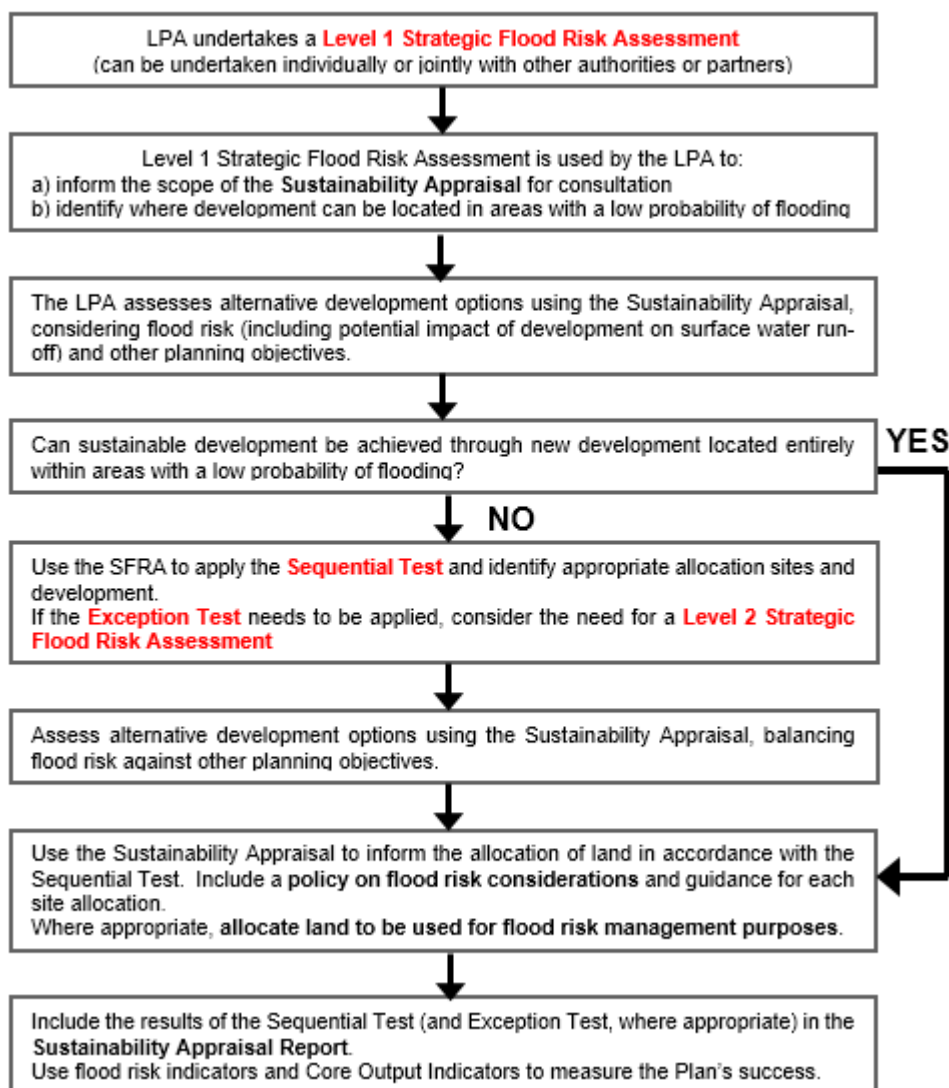 LPA undertakes a Level 1 Strategic Flood Risk Assessment
(can be undertaken individually or jointly with other authorities or partners)
Level 1 Strategic Flood Risk Assessment is used by the LPA to:
a) inform the scope of the Sustainability Appraisal for consultation
b) identify where development can be located in areas with a low probability of flooding
The LPA assesses alternative development options using the Sustainability Appraisal,
considering flood risk (including potential impact of development on surface water run-
off) and other planning objectives.
Can sustainable development be achieved through new development located entirely
within areas with a low probability of flooding?
YES
NO
Use the SFRA to apply the Sequential Test and identify appropriate allocation sites and
development.
If the Exception Test needs to be applied, consider the need for a Level 2 Strategic
Flood Risk Assessment
Assess alternative development options using the Sustainability Appraisal, balancing
flood risk against other planning objectives.
Use the Sustainability Appraisal to inform the allocation of land in accordance with the
Sequential Test. Include a policy on flood risk considerations and guidance for each
site allocation.
Where appropriate, allocate land to be used for flood risk management purposes.
Include the results of the Sequential Test (and Exception Test, where appropriate) in the
Sustainability Appraisal Report.
Use flood risk indicators and Core Output Indicators to measure the Plan's success.